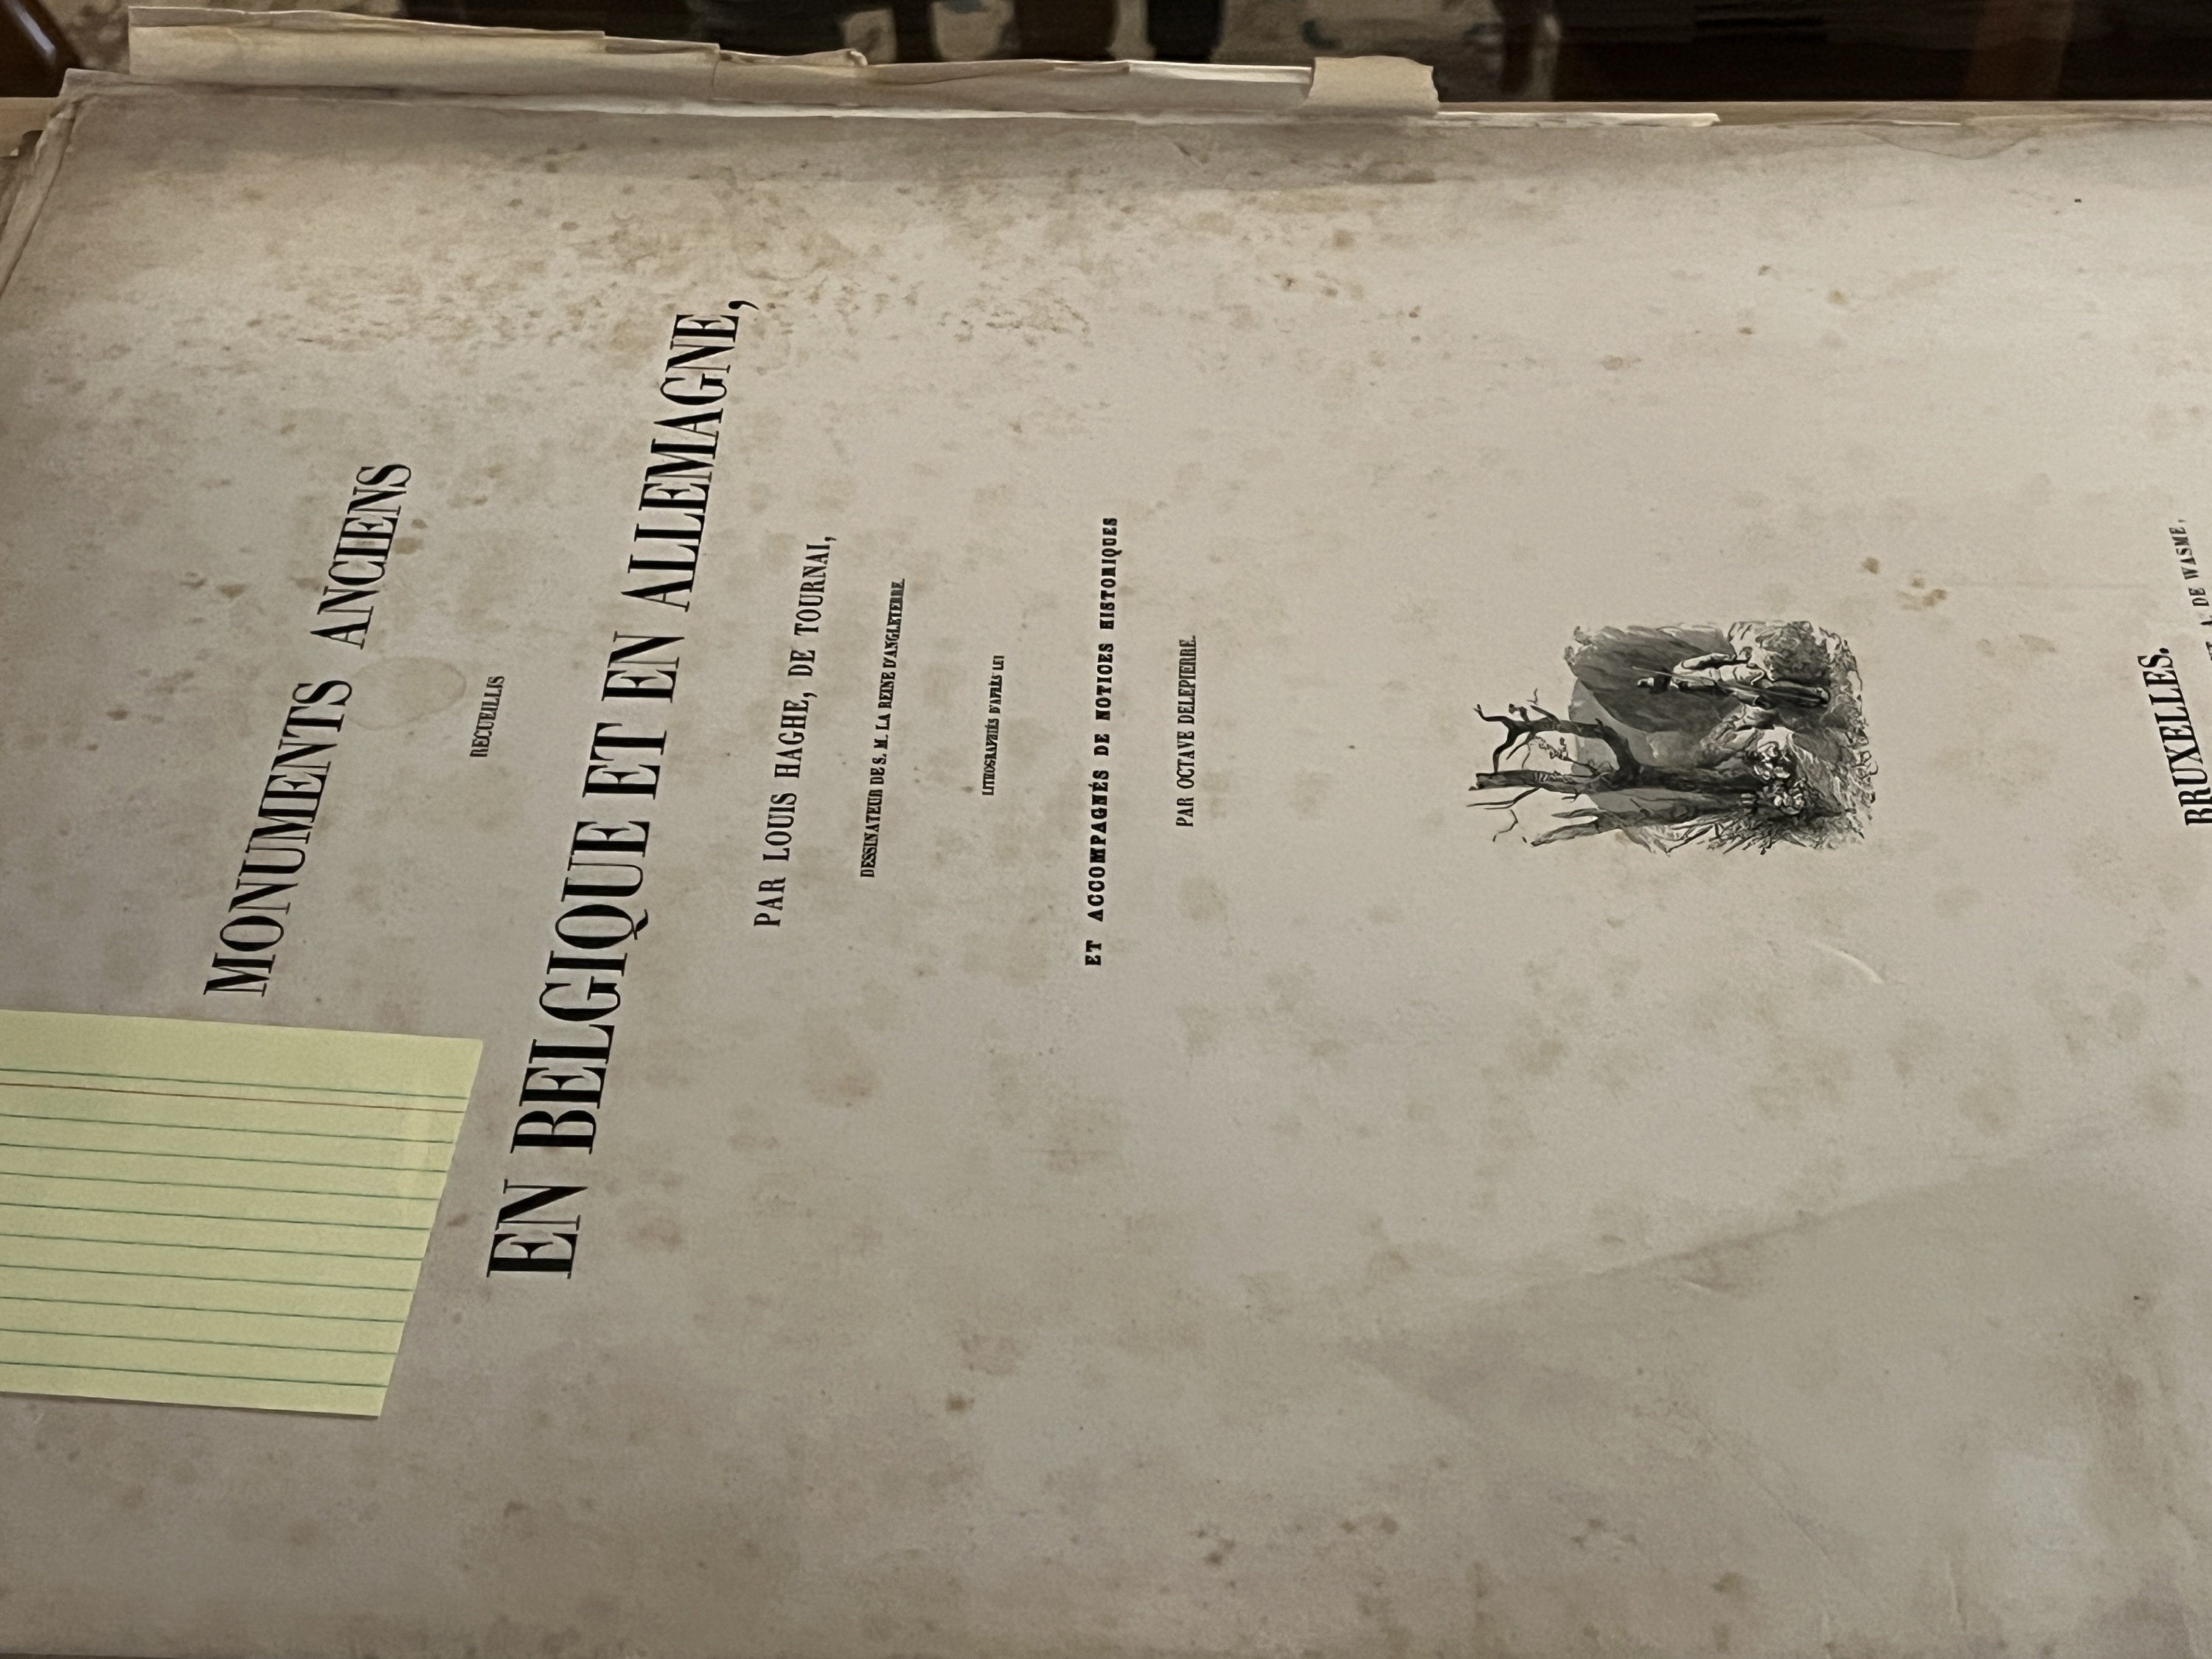 MONUMENTS ANCIENS
RECUEILLIS
EN BELGIQUE ET EN ALLEMAGNE,
PAR LOUIS HAGHE, DE TOURNAI,
DESSINATEUR DE S. M. LA REINE D'ANGLETERRE.
LITHOGRAPHIÉS D'APRÈS LUI
ET ACCOMPAGNÉS DE NOTICES HISTORIQUES
PAR OCTAVE DELEPIERRE.
BRUXELLES.
DE WASME,